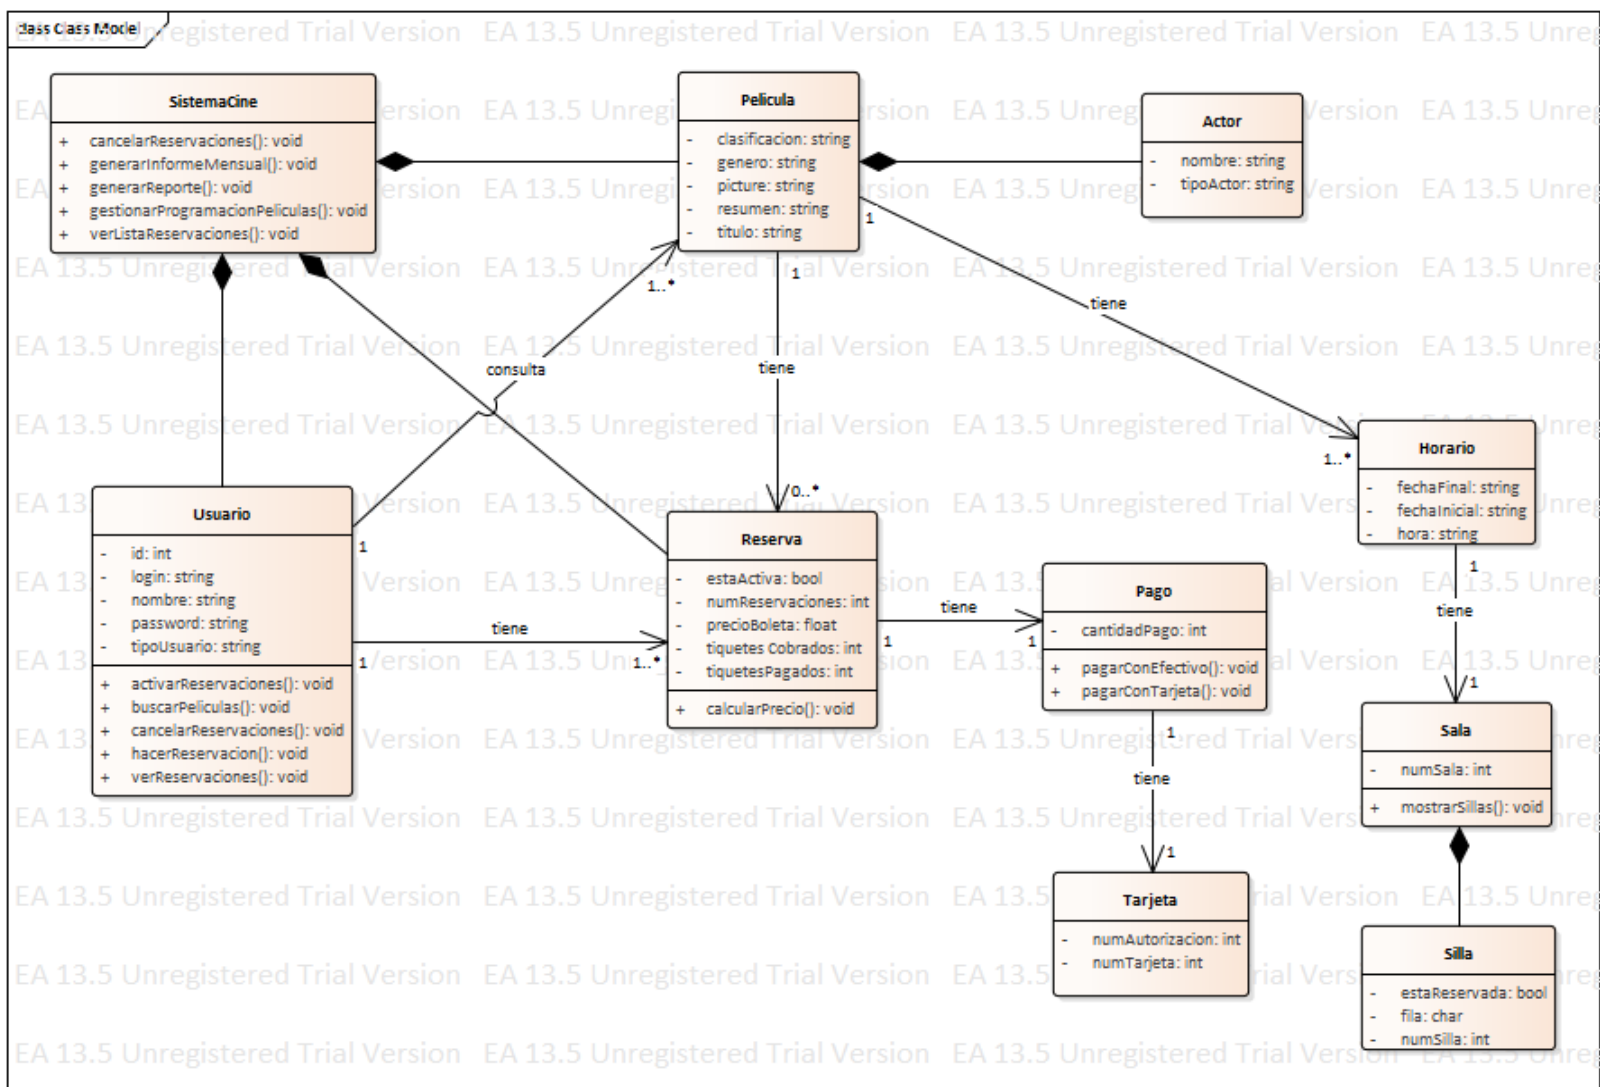 class Class Model
SistemaCine
+ cancelarReservaciones(): void
+ generarInformeMensual(): void
+ generarReporte(): void
+ gestionarProgramacionPeliculas(): void
+ verListaReservaciones(): void
Pelicula
- clasificacion: string
- genero: string
- picture: string
- resumen: string
- titulo: string
Actor
- nombre: string
- tipoActor: string
1
1
1..*
tiene
consulta
tiene
Horario
- fechaFinal: string
- fechaInicial: string
- hora: string
1..*
0..*
Usuario
- id: int
- login: string
- nombre: string
- password: string
- tipoUsuario: string
+ activarReservaciones(): void
+ buscarPeliculas(): void
+ cancelarReservaciones(): void
+ hacerReservacion(): void
+ verReservaciones(): void
1
tiene
1
1..*
Reserva
- estaActiva: bool
- numReservaciones: int
- precioBoleta: float
- tiquetes Cobrados: int
- tiquetesPagados: int
+ calcularPrecio(): void
tiene
1
1
Pago
- cantidadPago: int
+ pagarConEfectivo(): void
+ pagarConTarjeta(): void
1
tiene
1
1
tiene
1
Sala
- numSala: int
+ mostrarSillas(): void
Tarjeta
- numAutorizacion: int
- numTarjeta: int
Silla
- estaReservada: bool
- fila: char
- numSilla: int
EA 13.5 Unregistered Trial Version